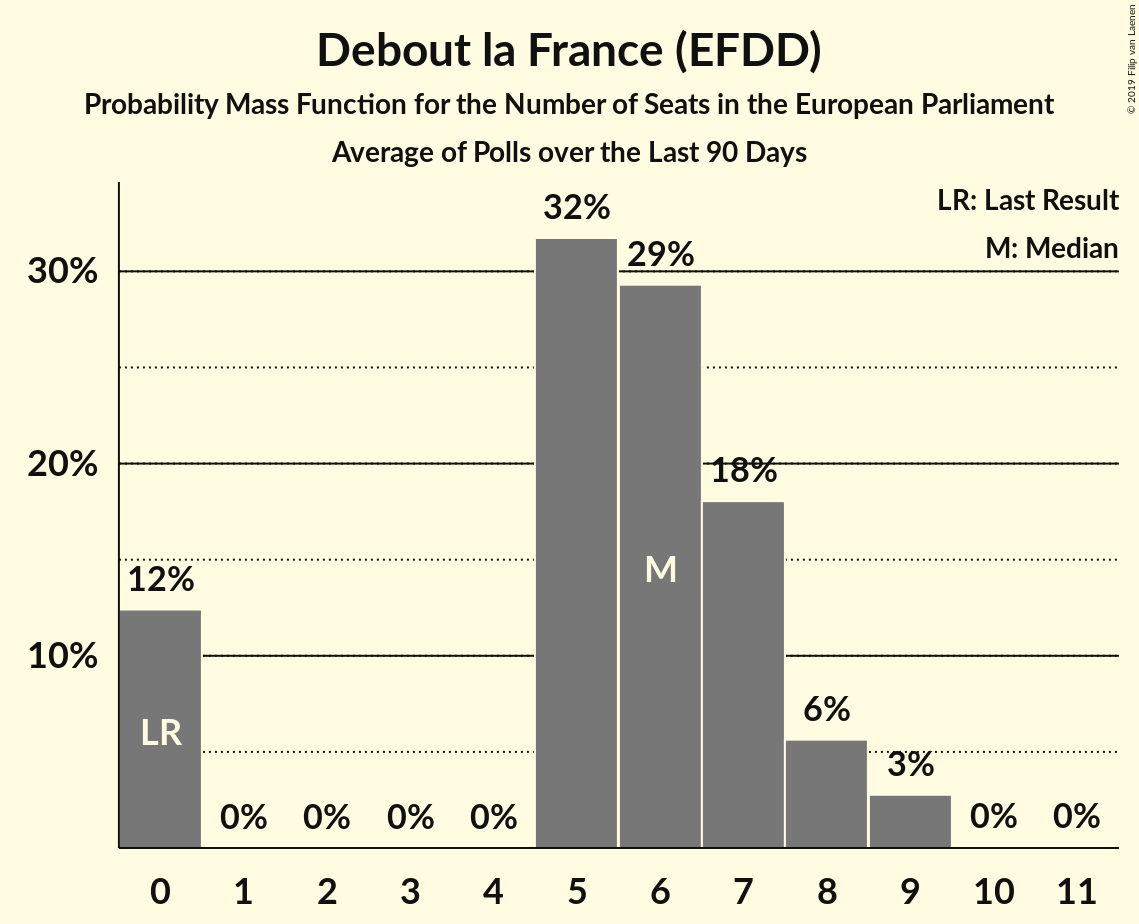 Debout la France (EFDD)
Probability Mass Function for the Number of Seats in the European Parliament
Average of Polls over the Last 90 Days
© 2019 Filip van Laenen
LR: Last Result
M: Median
30%
20%
10%
12%
0%
0%
0%
0%
32%
29%
18%
6%
3%
0%
0%
LR
M
0 1 2 3 4 5 6 7 8 9 10 11